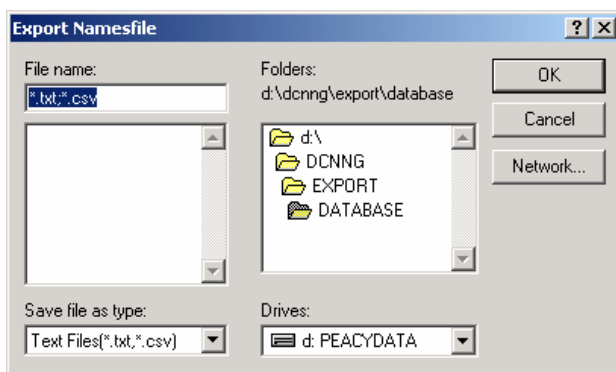 Export Namesfile
File name:
*.txt;*.csv
Folders:
d:\dcnng\export\database
d:\
DCNNG
EXPORT
DATABASE
OK
Cancel
Network...
Save file as type:
Text Files(*.txt,*.csv)
Drives:
d: PEACYDATA